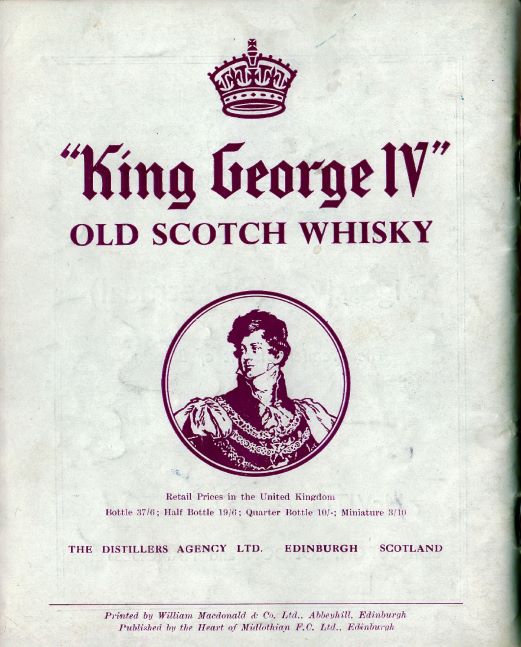 "King George IV"
OLD SCOTCH WHISKY
Retail Prices in the United Kingdom
Bottle 37/6; Half Bottle 19/6; Quarter Bottle 10/-; Miniature 3/10
THE DISTILLERS AGENCY LTD. EDINBURGH SCOTLAND
Printed by William Macdonald & Co. Ltd., Abbeyhill, Edinburgh
Published by the Heart of Midlothian F.C. Ltd., Edinburgh